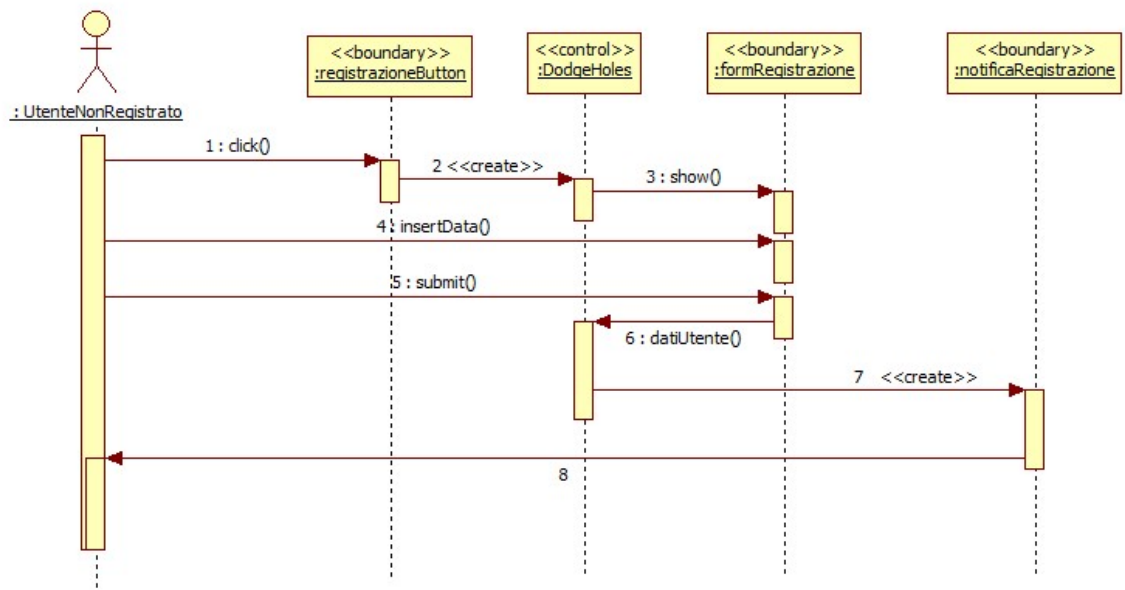 <<boundary>>
:registrazioneButton
<<control>>
:DodgeHoles
<<boundary>>
:formRegistrazione
<<boundary>>
:notificaRegistrazione
: UtenteNonRegistrato
1 : click()
2 <<create>>
3 : show()
4 : insertData()
5 : submit()
6 : datiUtente()
7 <<create>>
8